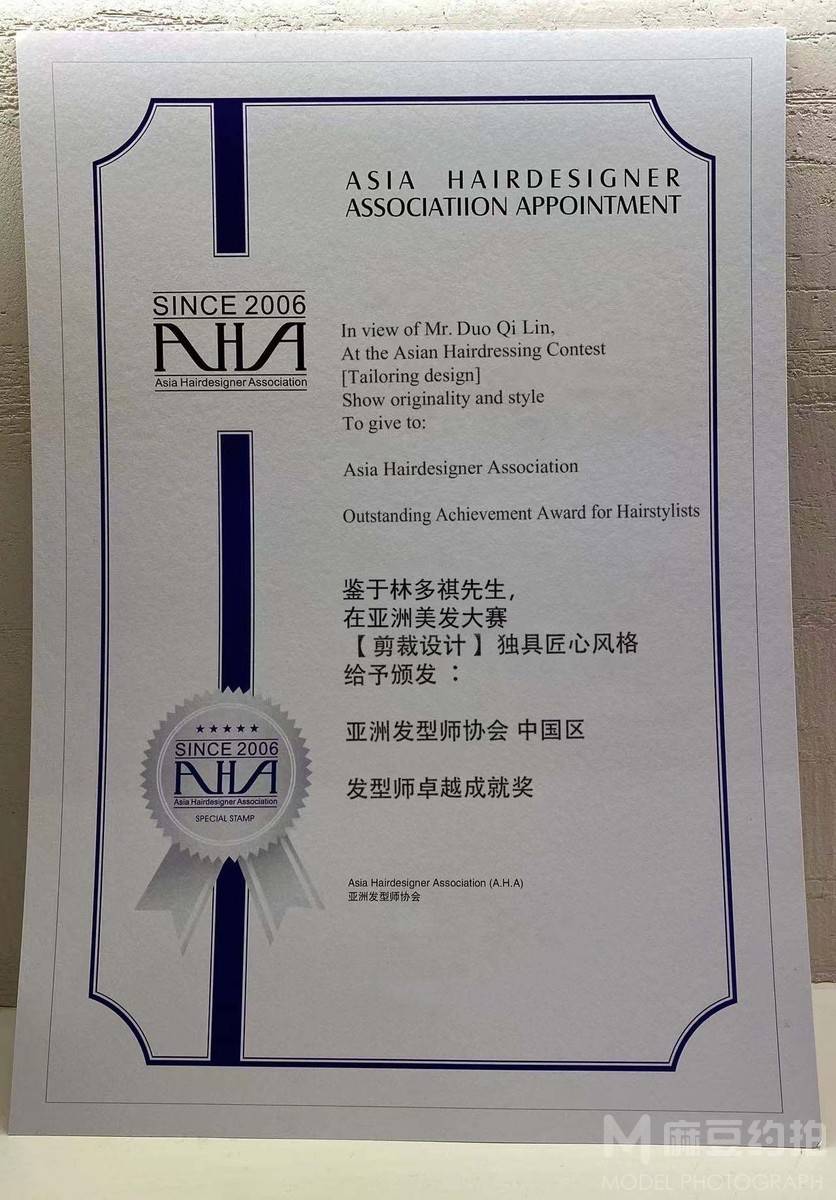 ASIA HAIRDESIGNER
ASSOCIATIION APPOINTMENT
SINCE 2006
AHA
Asia Hairdesigner Association
In view of Mr. Duo Qi Lin,
At the Asian Hairdressing Contest
[Tailoring design]
Show originality and style
To give to:
Asia Hairdesigner Association
Outstanding Achievement Award for Hairstylists
鉴于林多祺先生，
在亚洲美发大赛
【 剪裁设计 】独具匠心风格
给予颁发 ：
亚洲发型师协会 中国区
发型师卓越成就奖
SINCE 2006
AHA
Asia Hairdesigner Association
SPECIAL STAMP
Asia Hairdesigner Association (A.H.A)
亚洲发型师协会
M 麻豆约拍
MODEL PHOTOGRAPH